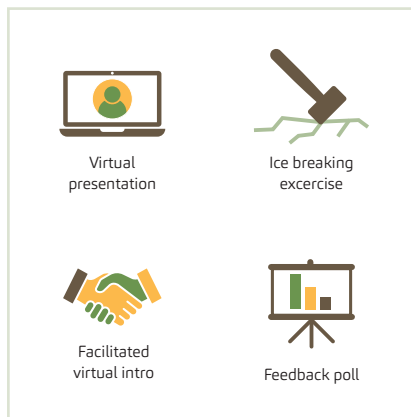 Virtual
presentation
Ice breaking
excercise
Facilitated
virtual intro
Feedback poll